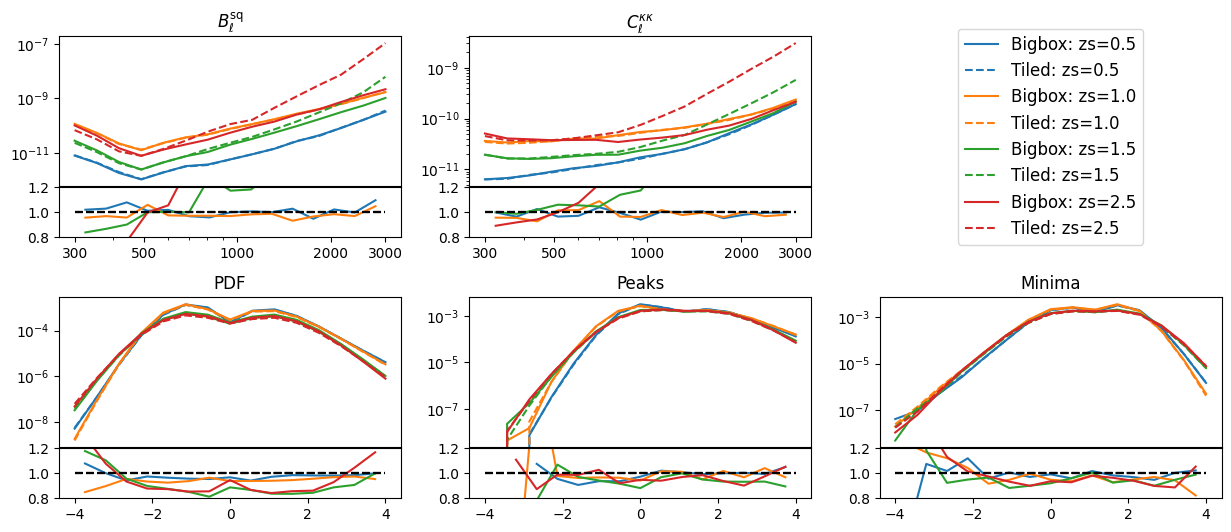 B_ℓ^sq
10^−7
10^−9
10^−11
1.2
1.0
0.8
300 500 1000 2000 3000
C_ℓ^κκ
10^−9
10^−10
10^−11
1.2
1.0
0.8
300 500 1000 2000 3000
Bigbox: zs=0.5
Tiled: zs=0.5
Bigbox: zs=1.0
Tiled: zs=1.0
Bigbox: zs=1.5
Tiled: zs=1.5
Bigbox: zs=2.5
Tiled: zs=2.5
PDF
10^−4
10^−6
10^−8
1.2
1.0
0.8
−4 −2 0 2 4
Peaks
10^−3
10^−5
10^−7
1.2
1.0
0.8
−4 −2 0 2 4
Minima
10^−3
10^−5
10^−7
1.2
1.0
0.8
−4 −2 0 2 4